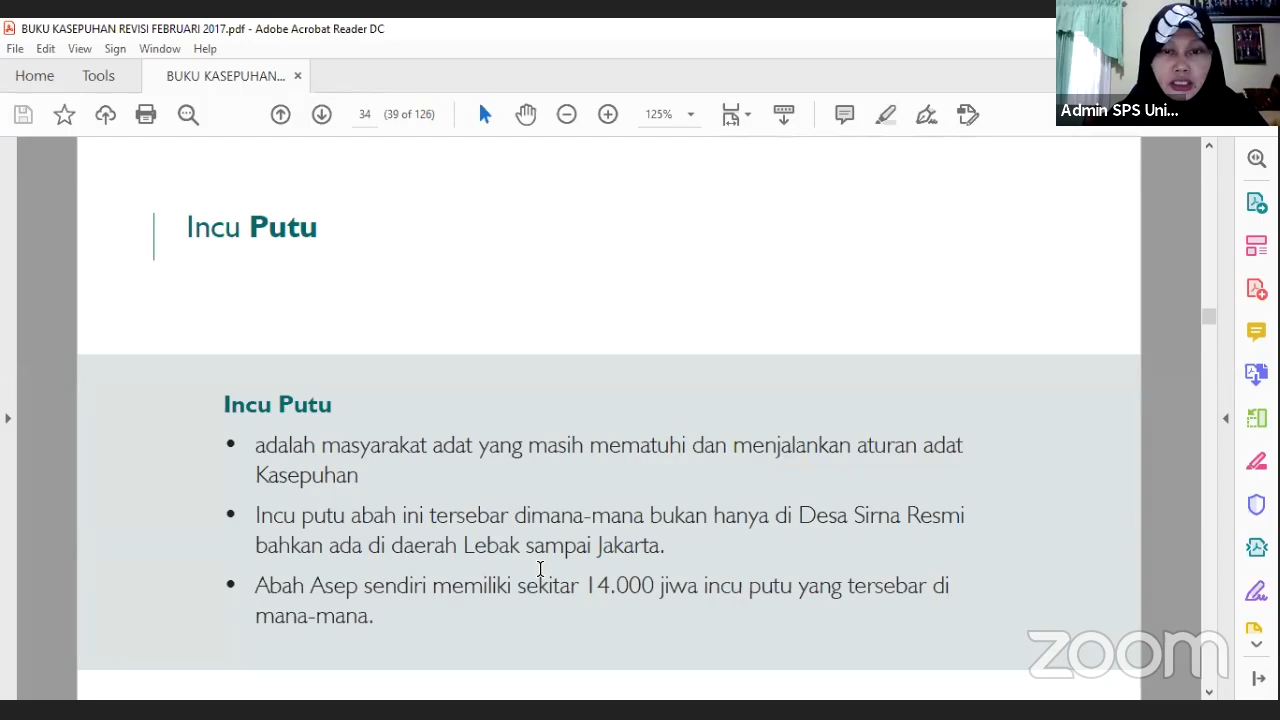 BUKU KASEPUHAN REVISI FEBRUARI 2017.pdf - Adobe Acrobat Reader DC
File Edit View Sign Window Help
Home Tools BUKU KASEPUHAN... ×
34 (39 of 126) 125%
Admin SPS Uni...
Incu Putu
Incu Putu
• adalah masyarakat adat yang masih mematuhi dan menjalankan aturan adat
Kasepuhan
• Incu putu abah ini tersebar dimana-mana bukan hanya di Desa Sirna Resmi
bahkan ada di daerah Lebak sampai Jakarta.
• Abah Asep sendiri memiliki sekitar 14.000 jiwa incu putu yang tersebar di
mana-mana.
zoom